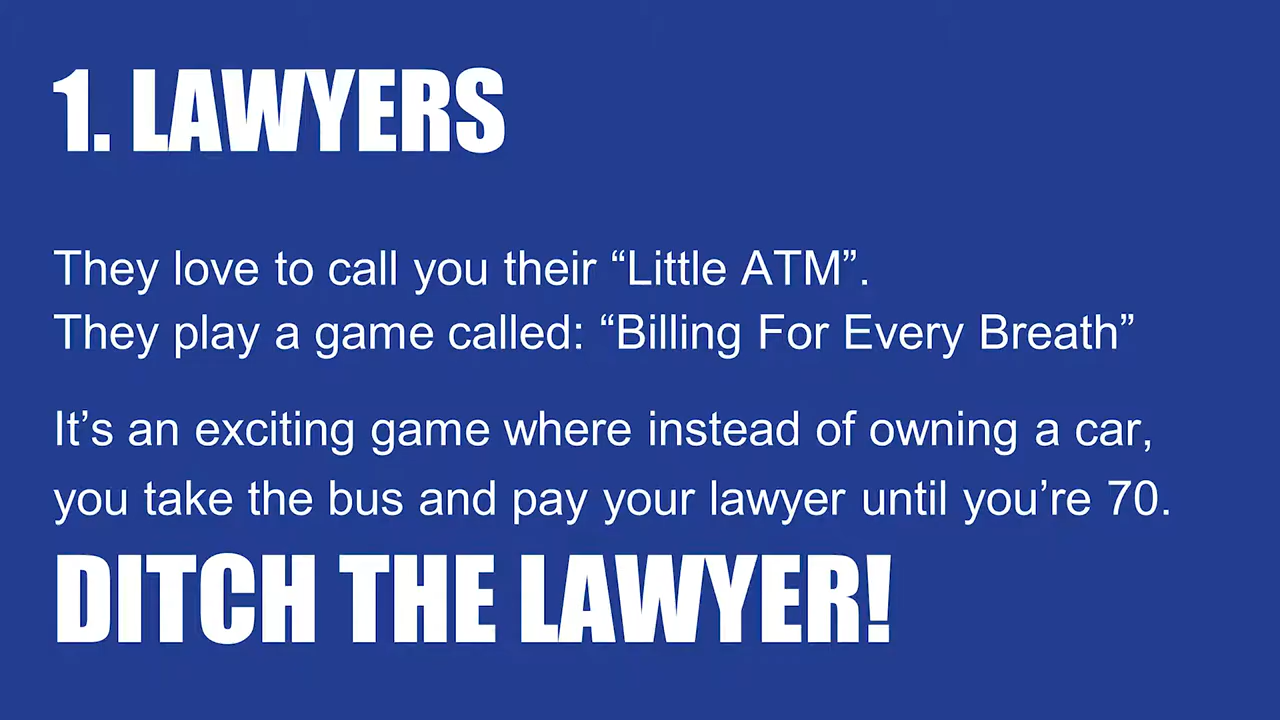 1. LAWYERS
They love to call you their “Little ATM”.
They play a game called: “Billing For Every Breath”
It’s an exciting game where instead of owning a car,
you take the bus and pay your lawyer until you’re 70.
DITCH THE LAWYER!